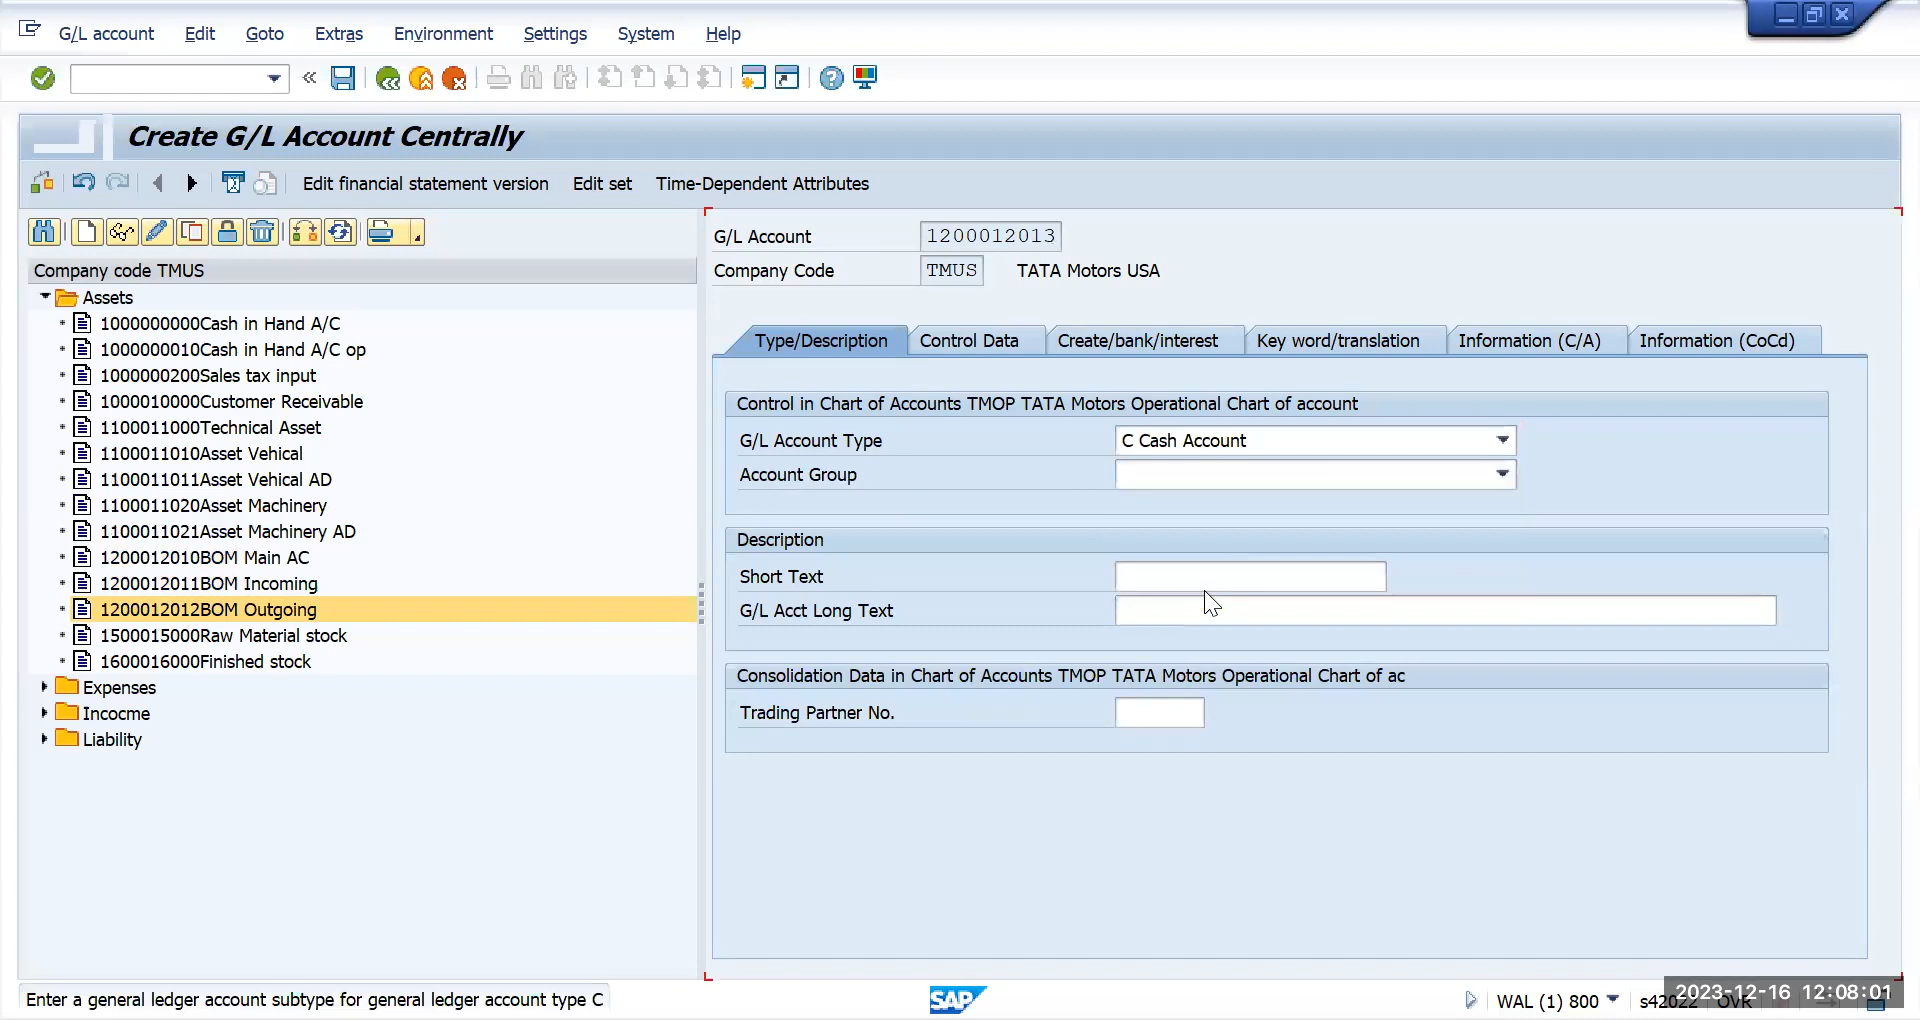 G/L account Edit Goto Extras Environment Settings System Help
Create G/L Account Centrally
Edit financial statement version Edit set Time-Dependent Attributes
Company code TMUS
Assets
1000000000Cash in Hand A/C
1000000010Cash in Hand A/C op
1000000200Sales tax input
1000010000Customer Receivable
1100011000Technical Asset
1100011010Asset Vehical
1100011011Asset Vehical AD
1100011020Asset Machinery
1100011021Asset Machinery AD
1200012010BOM Main AC
1200012011BOM Incoming
1200012012BOM Outgoing
1500015000Raw Material stock
1600016000Finished stock
Expenses
Incocme
Liability
G/L Account 1200012013
Company Code TMUS TATA Motors USA
Type/Description Control Data Create/bank/interest Key word/translation Information (C/A) Information (CoCd)
Control in Chart of Accounts TMOP TATA Motors Operational Chart of account
G/L Account Type C Cash Account
Account Group
Description
Short Text
G/L Acct Long Text
Consolidation Data in Chart of Accounts TMOP TATA Motors Operational Chart of ac
Trading Partner No.
Enter a general ledger account subtype for general ledger account type C
SAP
WAL (1) 800 s42022 OVR
2023-12-16 12:08:01